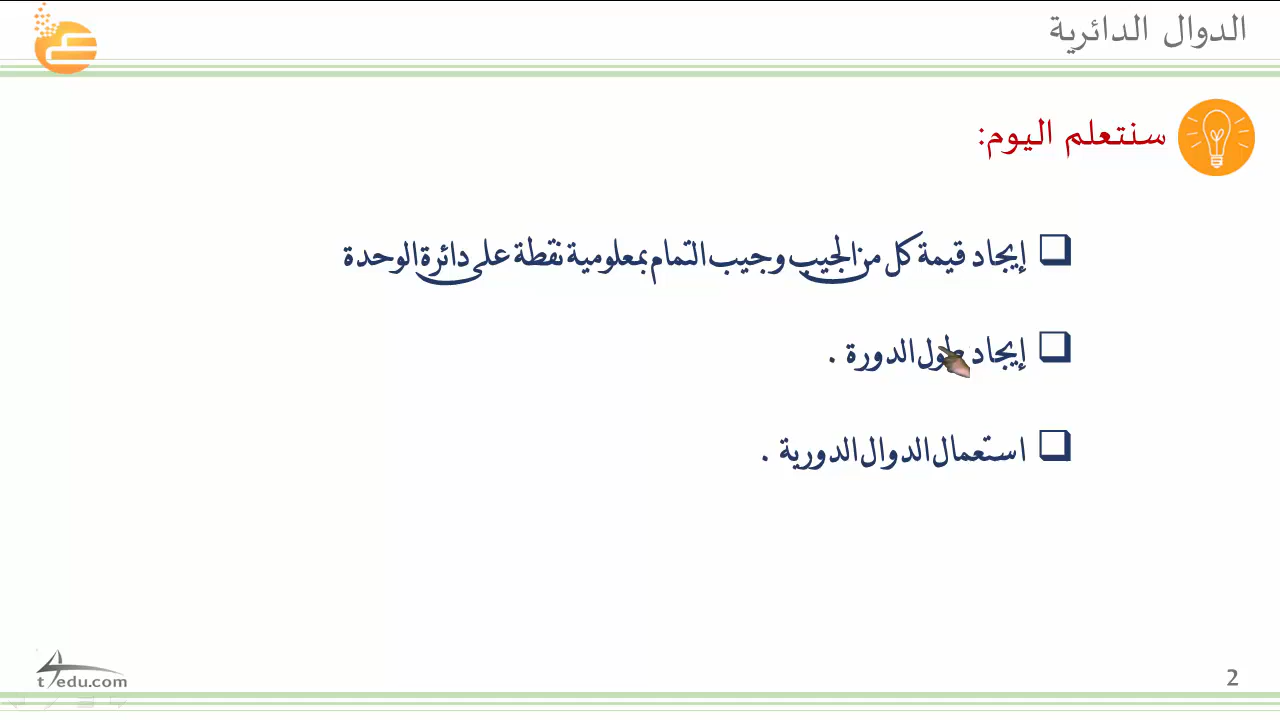 الدوال الدائرية
سنتعلم اليوم:
إيجاد قيمة كل من الجيب وجيب التمام بمعلومية نقطة على دائرة الوحدة
إيجاد طول الدورة .
استعمال الدوال الدورية .
t4edu.com
2